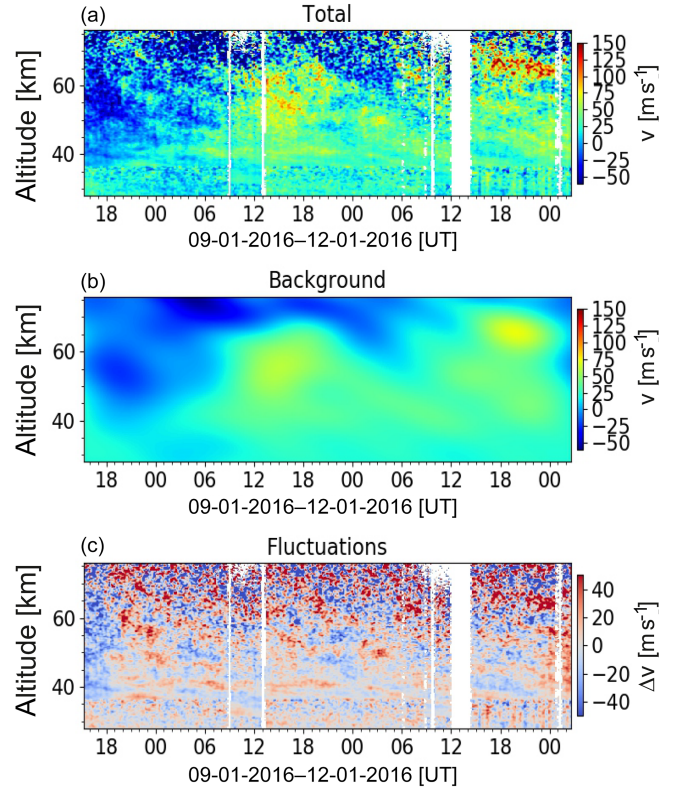 (a) Total
Altitude [km]
60
40
150
125
100
75
50
25
0
−25
−50
v [m s⁻¹]
18 00 06 12 18 00 06 12 18 00
09-01-2016–12-01-2016 [UT]
(b) Background
Altitude [km]
60
40
150
125
100
75
50
25
0
−25
−50
v [m s⁻¹]
18 00 06 12 18 00 06 12 18 00
09-01-2016–12-01-2016 [UT]
(c) Fluctuations
Altitude [km]
60
40
40
20
0
−20
−40
Δv [m s⁻¹]
18 00 06 12 18 00 06 12 18 00
09-01-2016–12-01-2016 [UT]